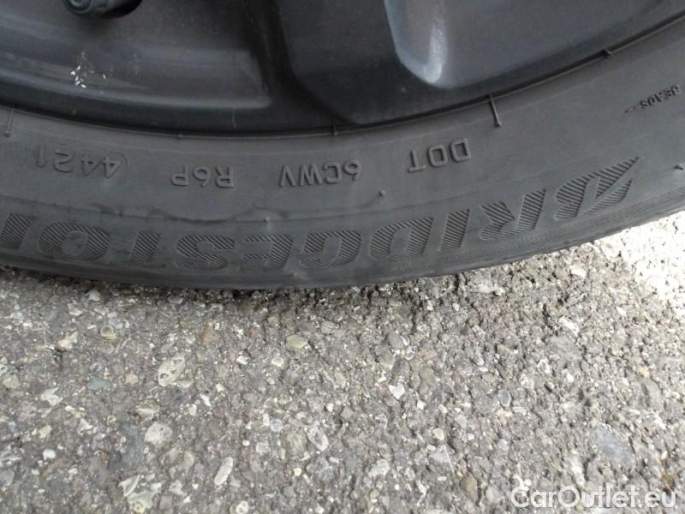 DOT 6CWV R6P (4421
BRIDGESTO
CarOutlet.eu